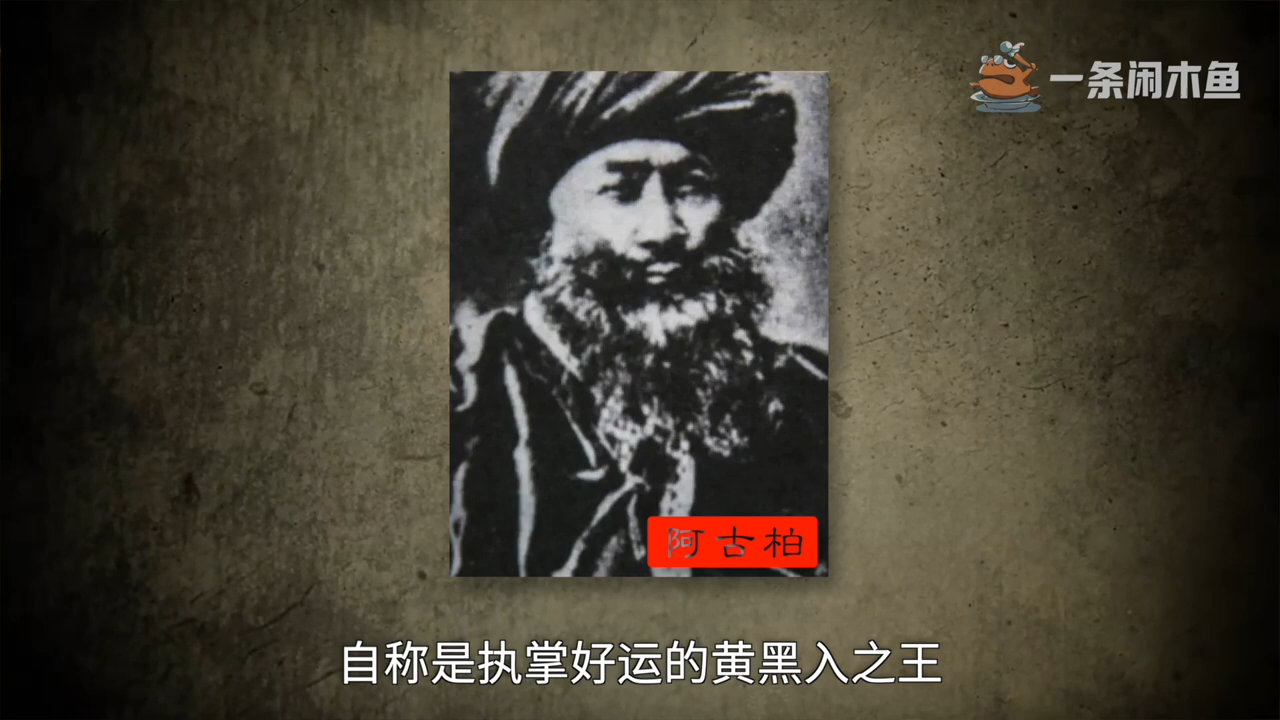 一条闲木鱼
阿古柏
自称是执掌好运的黄黑入之王